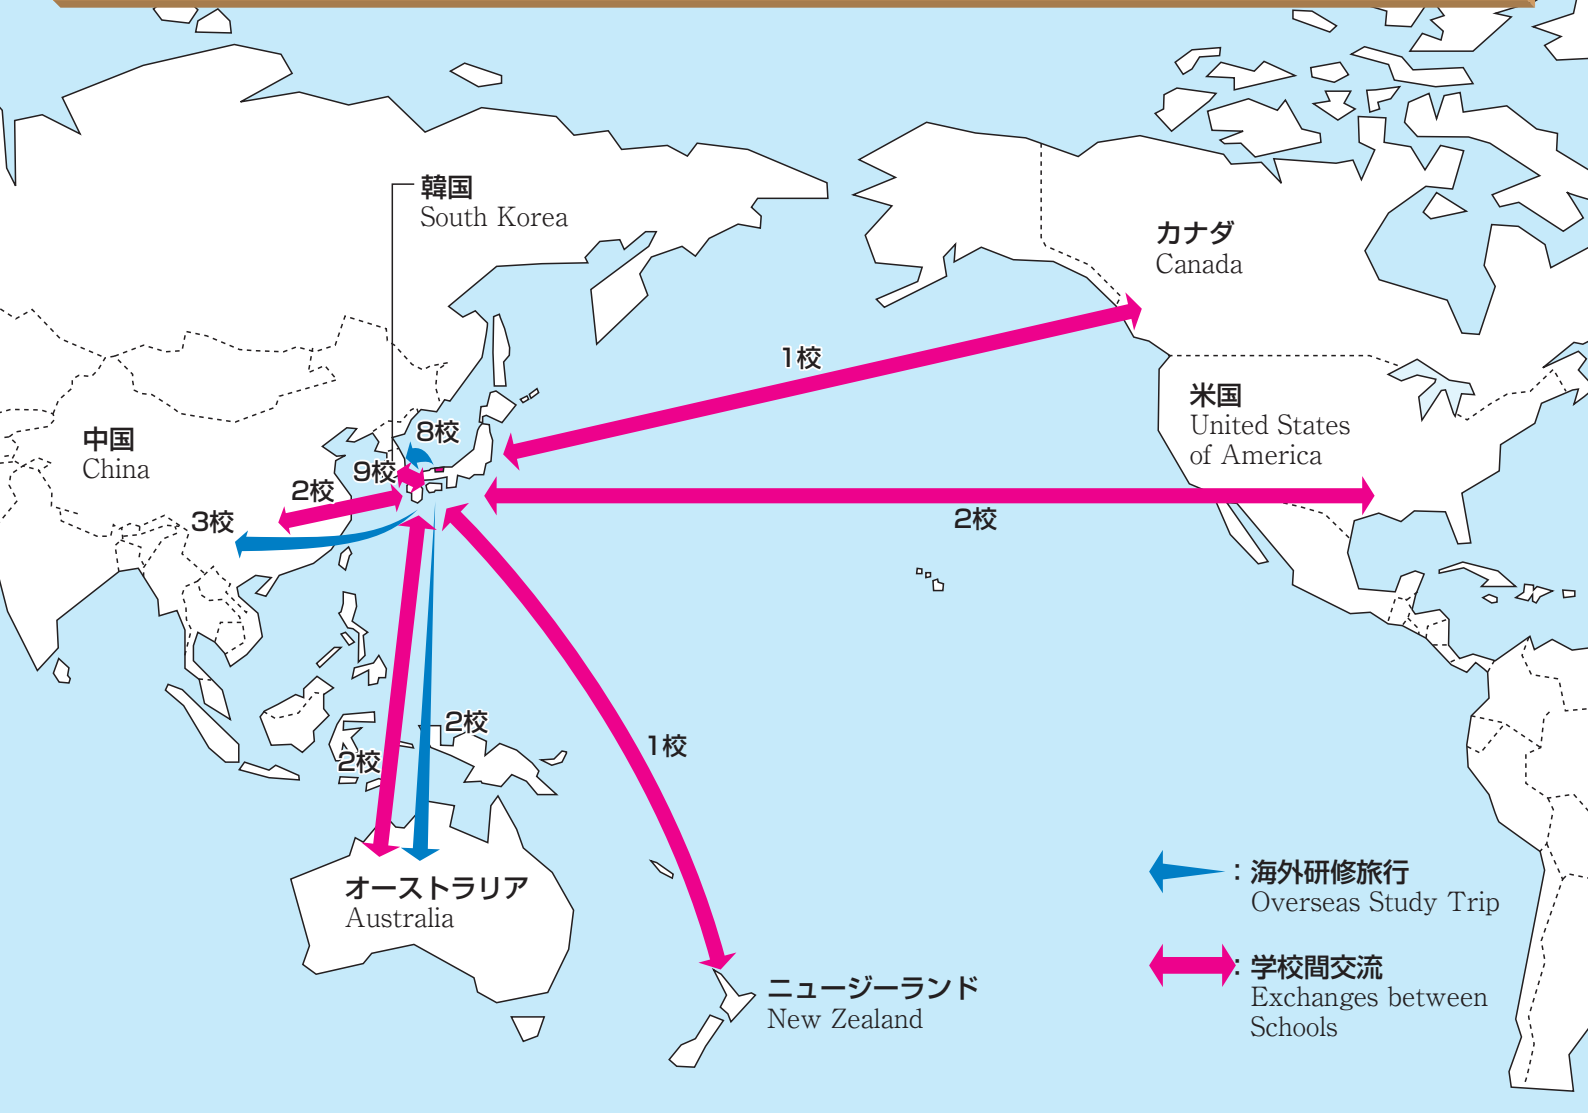 韓国
South Korea
カナダ
Canada
1校
米国
United States
of America
中国
China
8校
9校
2校
3校
2校
2校
2校
1校
オーストラリア
Australia
ニュージーランド
New Zealand
: 海外研修旅行
Overseas Study Trip
: 学校間交流
Exchanges between
Schools